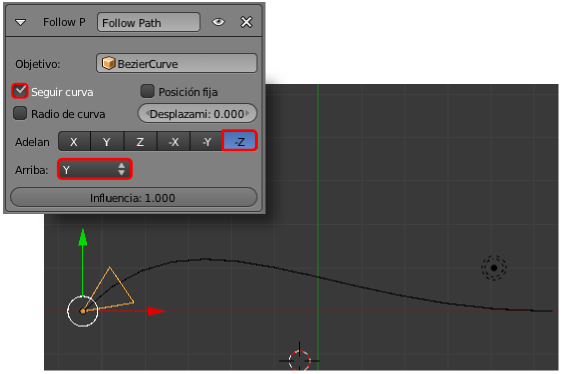 Follow P Follow Path
Objetivo: BezierCurve
Seguir curva Posición fija
Radio de curva Desplazami: 0.000
Adelan X Y Z -X -Y -Z
Arriba: Y
Influencia: 1.000